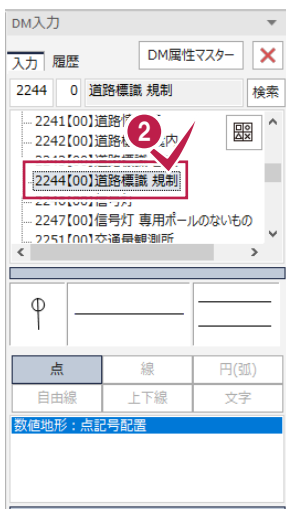 DM入力
入力 履歴 DM属性マスター
2244 0 道路標識 規制 検索
2241【00】道路
2242【00】道路 内
2
2244【00】道路標識 規制
2247【00】信号灯 専用ポールのないもの
2251【00】交通量観測所
点 線 円(弧)
自由線 上下線 文字
数値地形：点記号配置